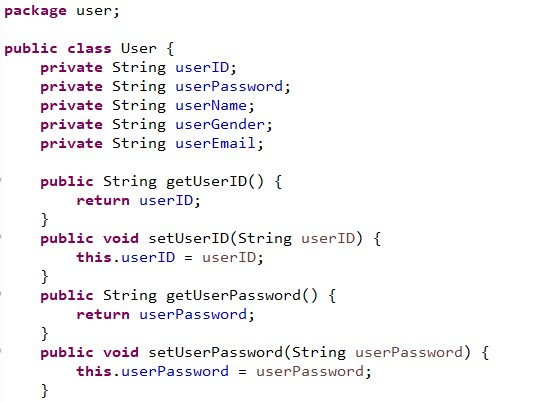 package user;

public class User {
    private String userID;
    private String userPassword;
    private String userName;
    private String userGender;
    private String userEmail;

    public String getUserID() {
        return userID;
    }
    public void setUserID(String userID) {
        this.userID = userID;
    }
    public String getUserPassword() {
        return userPassword;
    }
    public void setUserPassword(String userPassword) {
        this.userPassword = userPassword;
    }